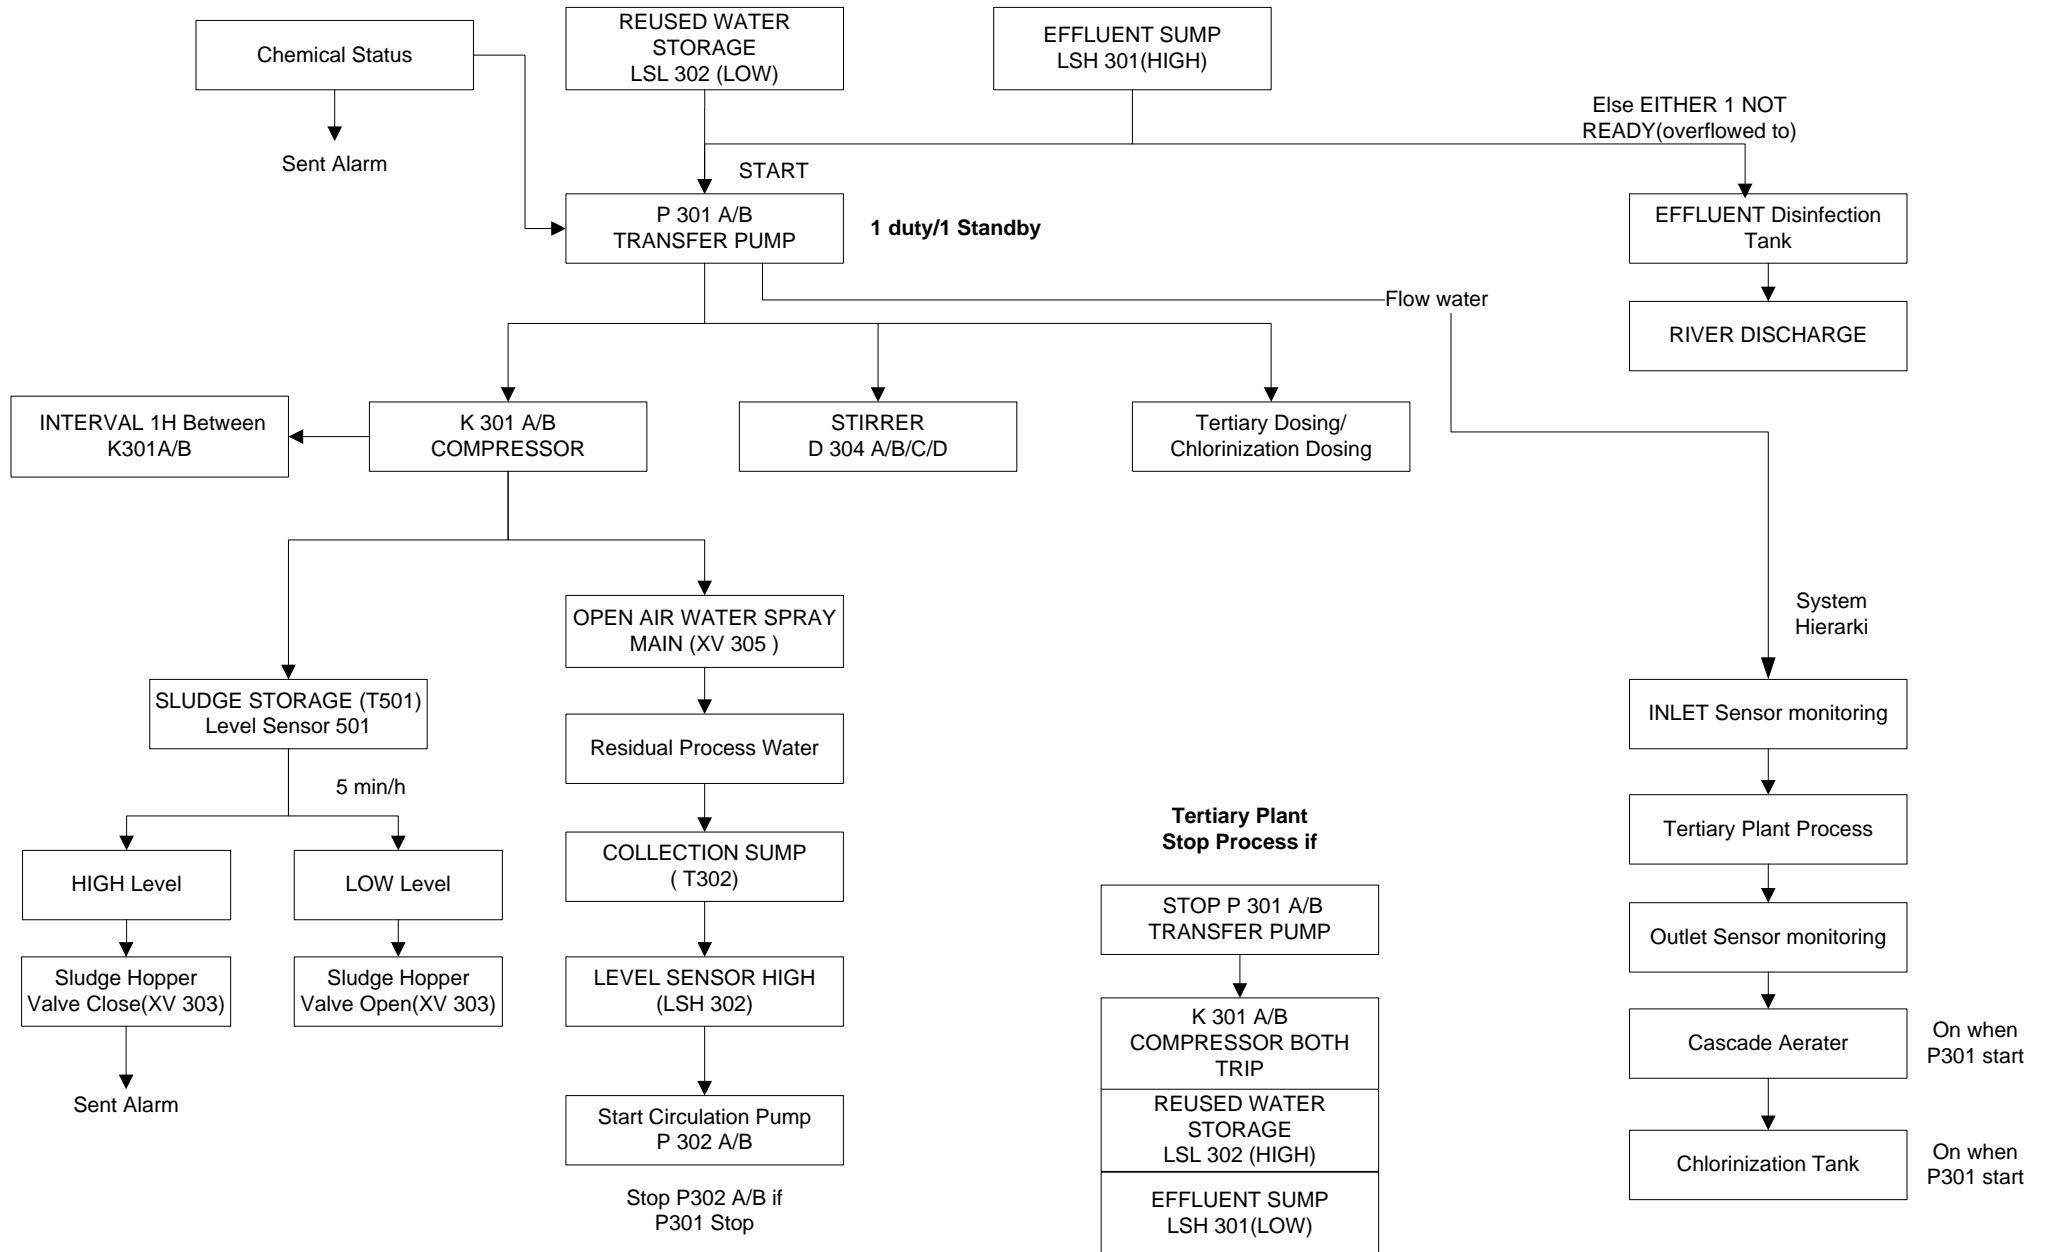 Chemical Status
Sent Alarm
REUSED WATER
STORAGE
LSL 302 (LOW)
EFFLUENT SUMP
LSH 301(HIGH)
Else EITHER 1 NOT
READY(overflowed to)
START
P 301 A/B
TRANSFER PUMP
1 duty/1 Standby
EFFLUENT Disinfection
Tank
Flow water
RIVER DISCHARGE
INTERVAL 1H Between
K301A/B
K 301 A/B
COMPRESSOR
STIRRER
D 304 A/B/C/D
Tertiary Dosing/
Chlorinization Dosing
OPEN AIR WATER SPRAY
MAIN (XV 305 )
System
Hierarki
SLUDGE STORAGE (T501)
Level Sensor 501
Residual Process Water
INLET Sensor monitoring
5 min/h
HIGH Level
LOW Level
COLLECTION SUMP
( T302)
Tertiary Plant
Stop Process if
Tertiary Plant Process
STOP P 301 A/B
TRANSFER PUMP
Outlet Sensor monitoring
Sludge Hopper
Valve Close(XV 303)
Sludge Hopper
Valve Open(XV 303)
LEVEL SENSOR HIGH
(LSH 302)
K 301 A/B
COMPRESSOR BOTH
TRIP
Cascade Aerater
On when
P301 start
Sent Alarm
Start Circulation Pump
P 302 A/B
REUSED WATER
STORAGE
LSL 302 (HIGH)
Chlorinization Tank
On when
P301 start
Stop P302 A/B if
P301 Stop
EFFLUENT SUMP
LSH 301(LOW)